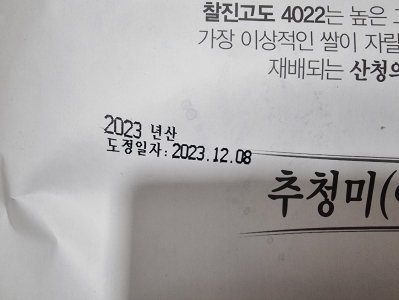 찰진고도 4022는 높은
가장 이상적인 쌀이 자랄
재배되는 산청의
2023 년산
도정일자:2023.12.08
추청미(